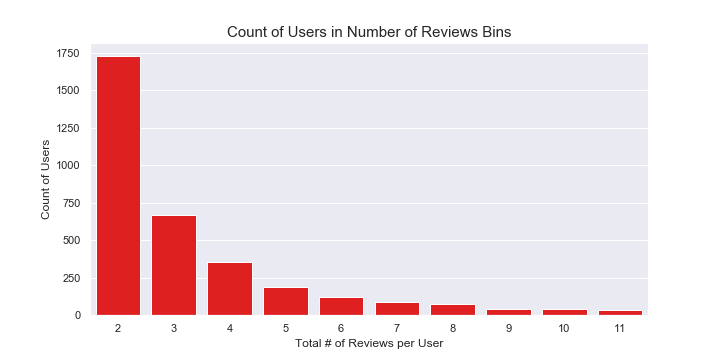 Count of Users in Number of Reviews Bins
1750
1500
1250
1000
750
500
250
0
Count of Users
2 3 4 5 6 7 8 9 10 11
Total # of Reviews per User